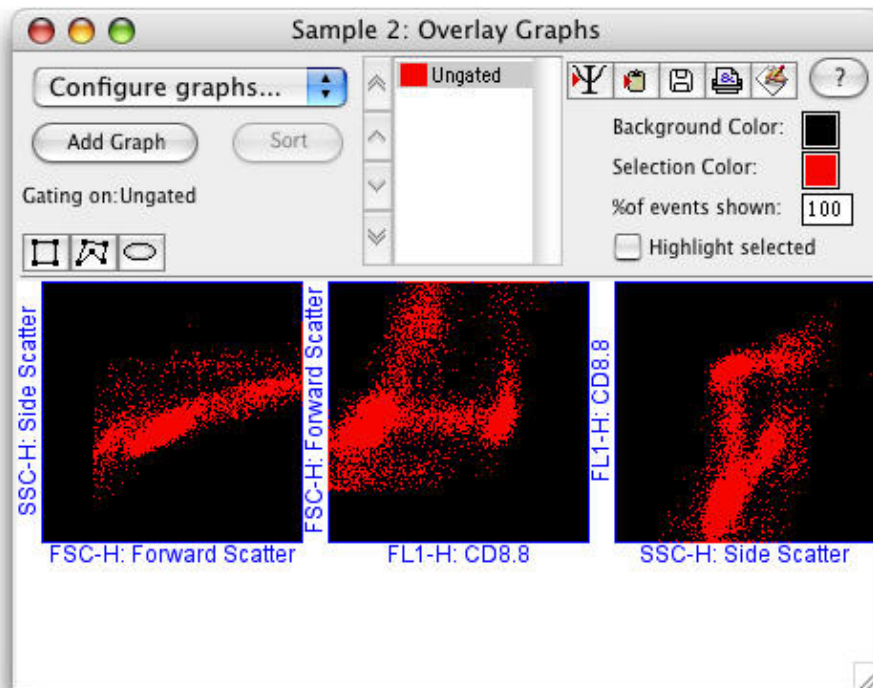 Sample 2: Overlay Graphs
Configure graphs...
Ungated
?
Add Graph
Sort
Background Color:
Selection Color:
Gating on:Ungated
%of events shown: 100
Highlight selected
SSC-H: Side Scatter
FSC-H: Forward Scatter
FSC-H: Forward Scatter
FL1-H: CD8.8
FL1-H: CD8.8
SSC-H: Side Scatter